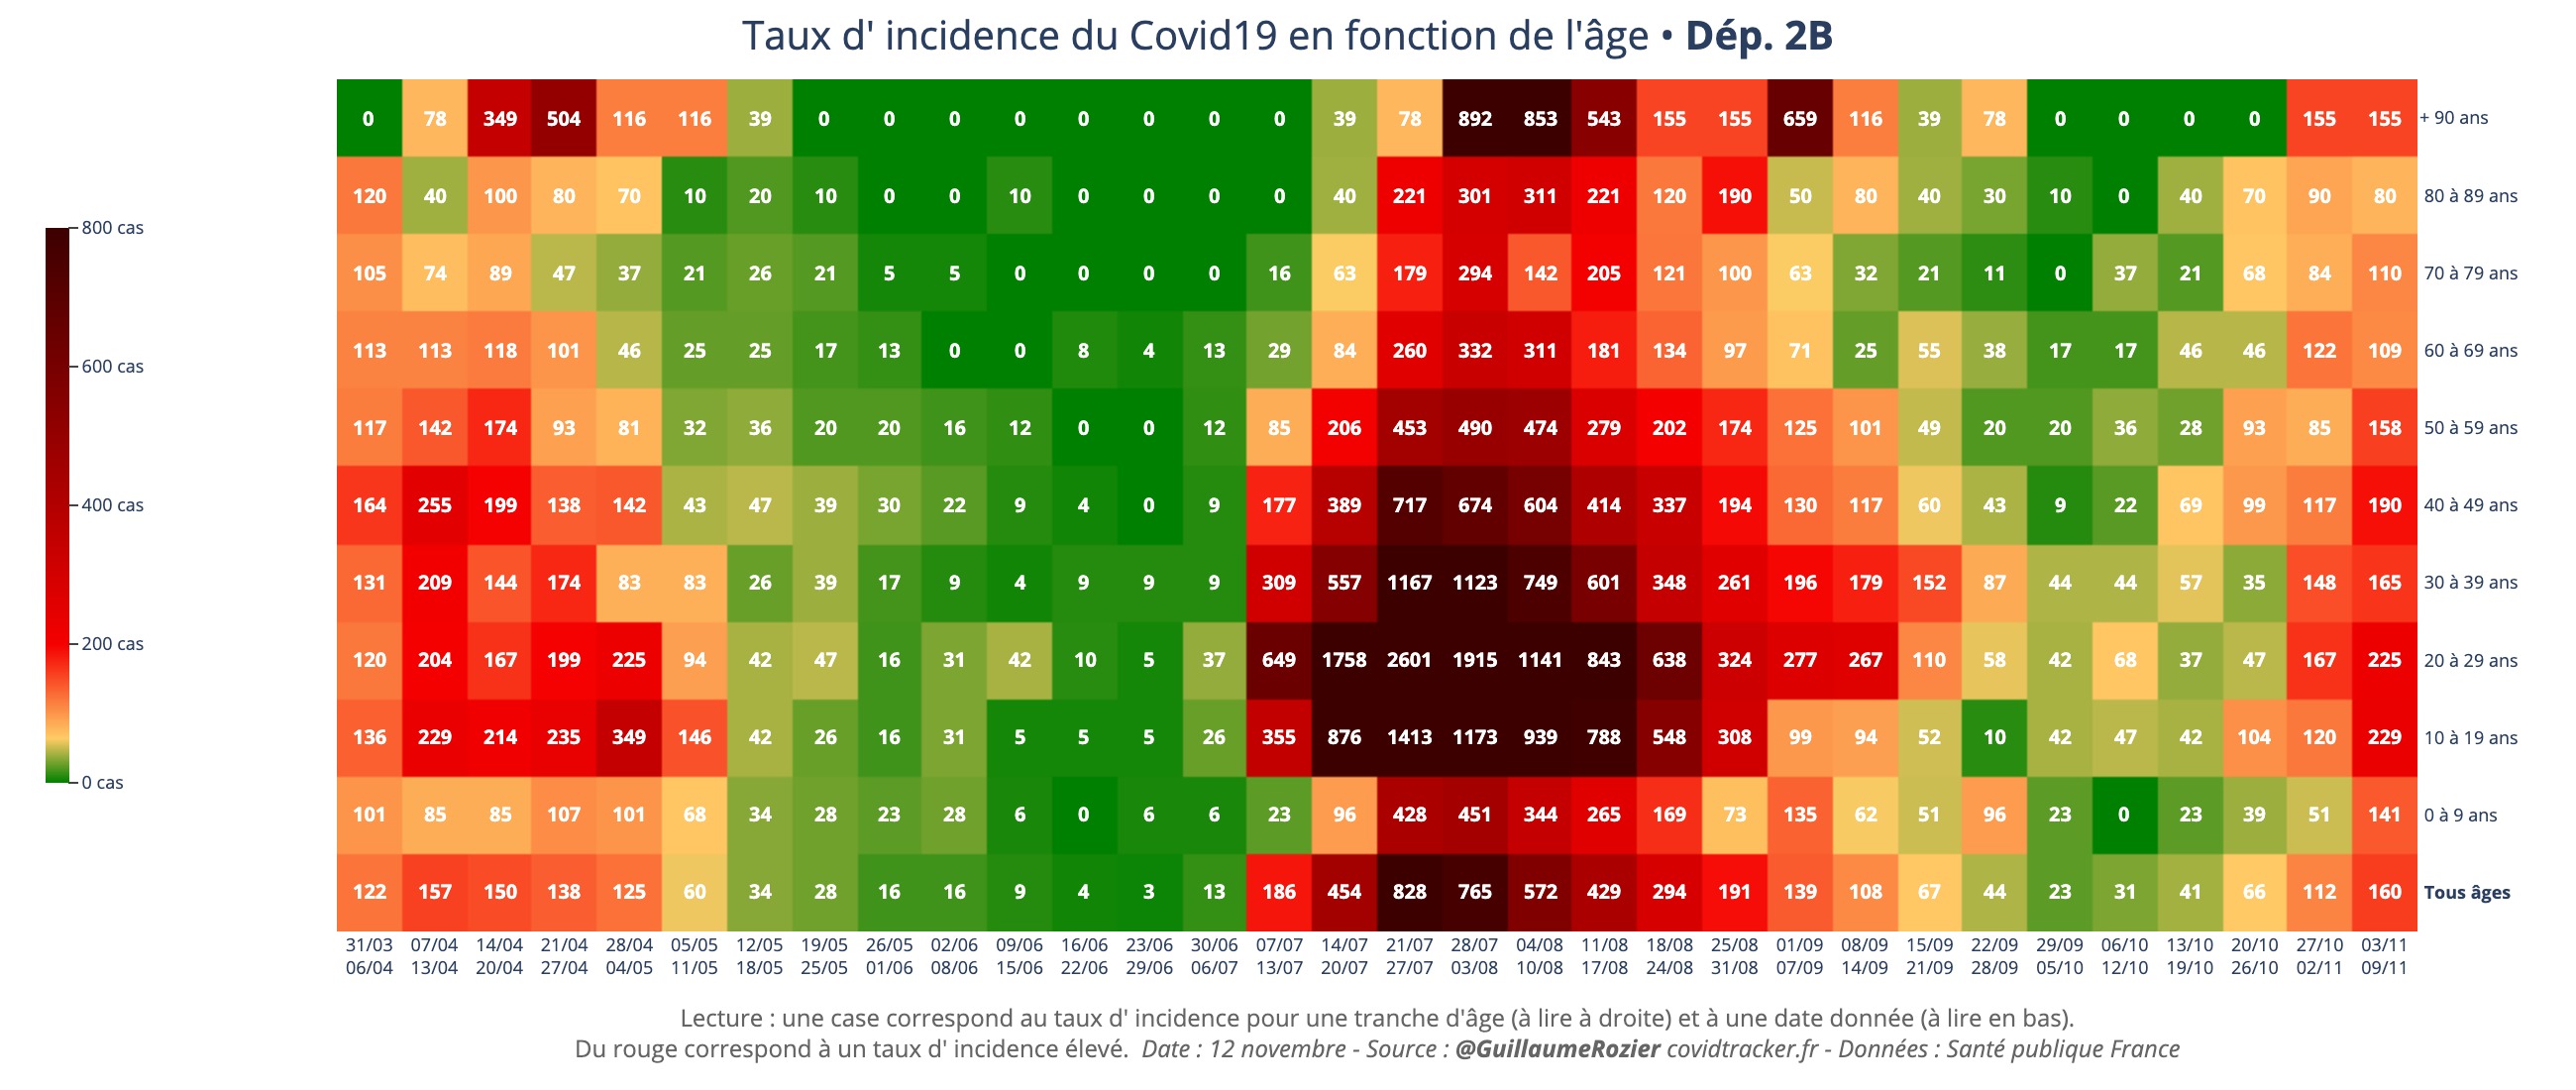 Taux d' incidence du Covid19 en fonction de l'âge • Dép. 2B
0 78 349 504 116 116 39 0 0 0 0 0 0 0 0 39 78 892 853 543 155 155 659 116 39 78 0 0 0 0 155 155 + 90 ans
120 40 100 80 70 10 20 10 0 0 10 0 0 0 0 40 221 301 311 221 120 190 50 80 40 30 10 0 40 70 90 80 80 à 89 ans
800 cas
105 74 89 47 37 21 26 21 5 5 0 0 0 0 16 63 179 294 142 205 121 100 63 32 21 11 0 37 21 68 84 110 70 à 79 ans
113 113 118 101 46 25 25 17 13 0 0 8 4 13 29 84 260 332 311 181 134 97 71 25 55 38 17 17 46 46 122 109 60 à 69 ans
600 cas
117 142 174 93 81 32 36 20 20 16 12 0 0 12 85 206 453 490 474 279 202 174 125 101 49 20 20 36 28 93 85 158 50 à 59 ans
400 cas
164 255 199 138 142 43 47 39 30 22 9 4 0 9 177 389 717 674 604 414 337 194 130 117 60 43 9 22 69 99 117 190 40 à 49 ans
131 209 144 174 83 83 26 39 17 9 4 9 9 9 309 557 1167 1123 749 601 348 261 196 179 152 87 44 44 57 35 148 165 30 à 39 ans
200 cas
120 204 167 199 225 94 42 47 16 31 42 10 5 37 649 1758 2601 1915 1141 843 638 324 277 267 110 58 42 68 37 47 167 225 20 à 29 ans
136 229 214 235 349 146 42 26 16 31 5 5 5 26 355 876 1413 1173 939 788 548 308 99 94 52 10 42 47 42 104 120 229 10 à 19 ans
0 cas
101 85 85 107 101 68 34 28 23 28 6 0 6 6 23 96 428 451 344 265 169 73 135 62 51 96 23 0 23 39 51 141 0 à 9 ans
122 157 150 138 125 60 34 28 16 16 9 4 3 13 186 454 828 765 572 429 294 191 139 108 67 44 23 31 41 66 112 160 Tous âges
31/03 07/04 14/04 21/04 28/04 05/05 12/05 19/05 26/05 02/06 09/06 16/06 23/06 30/06 07/07 14/07 21/07 28/07 04/08 11/08 18/08 25/08 01/09 08/09 15/09 22/09 29/09 06/10 13/10 20/10 27/10 03/11
06/04 13/04 20/04 27/04 04/05 11/05 18/05 25/05 01/06 08/06 15/06 22/06 29/06 06/07 13/07 20/07 27/07 03/08 10/08 17/08 24/08 31/08 07/09 14/09 21/09 28/09 05/10 12/10 19/10 26/10 02/11 09/11
Lecture : une case correspond au taux d' incidence pour une tranche d'âge (à lire à droite) et à une date donnée (à lire en bas).
Du rouge correspond à un taux d' incidence élevé. Date : 12 novembre - Source : @GuillaumeRozier covidtracker.fr - Données : Santé publique France